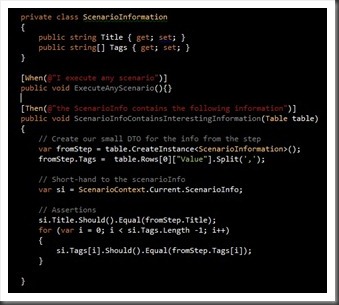 private class ScenarioInformation
{
public string Title { get; set; }
public string[] Tags { get; set; }
}
[When(@"I execute any scenario")]
public void ExecuteAnyScenario(){}
[Then(@"the ScenarioInfo contains the following information")]
public void ScenarioInfoContainsInterestingInformation(Table table)
{
// Create our small DTO for the info from the step
var fromStep = table.CreateInstance<ScenarioInformation>();
fromStep.Tags = table.Rows[0]["Value"].Split(',');
// Short-hand to the scenarioInfo
var si = ScenarioContext.Current.ScenarioInfo;
// Assertions
si.Title.Should().Equal(fromStep.Title);
for (var i = 0; i < si.Tags.Length -1; i++)
{
si.Tags[i].Should().Equal(fromStep.Tags[i]);
}
}